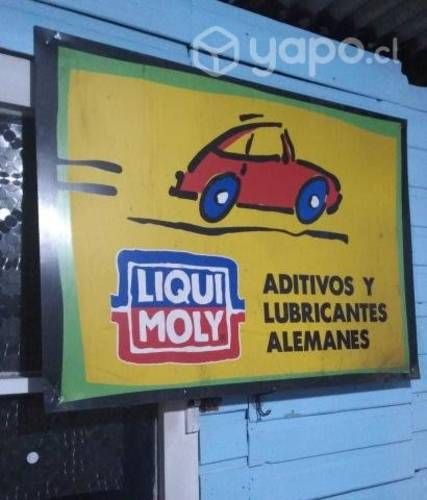 yapo.cl
LIQUI
MOLY
ADITIVOS Y
LUBRICANTES
ALEMANES